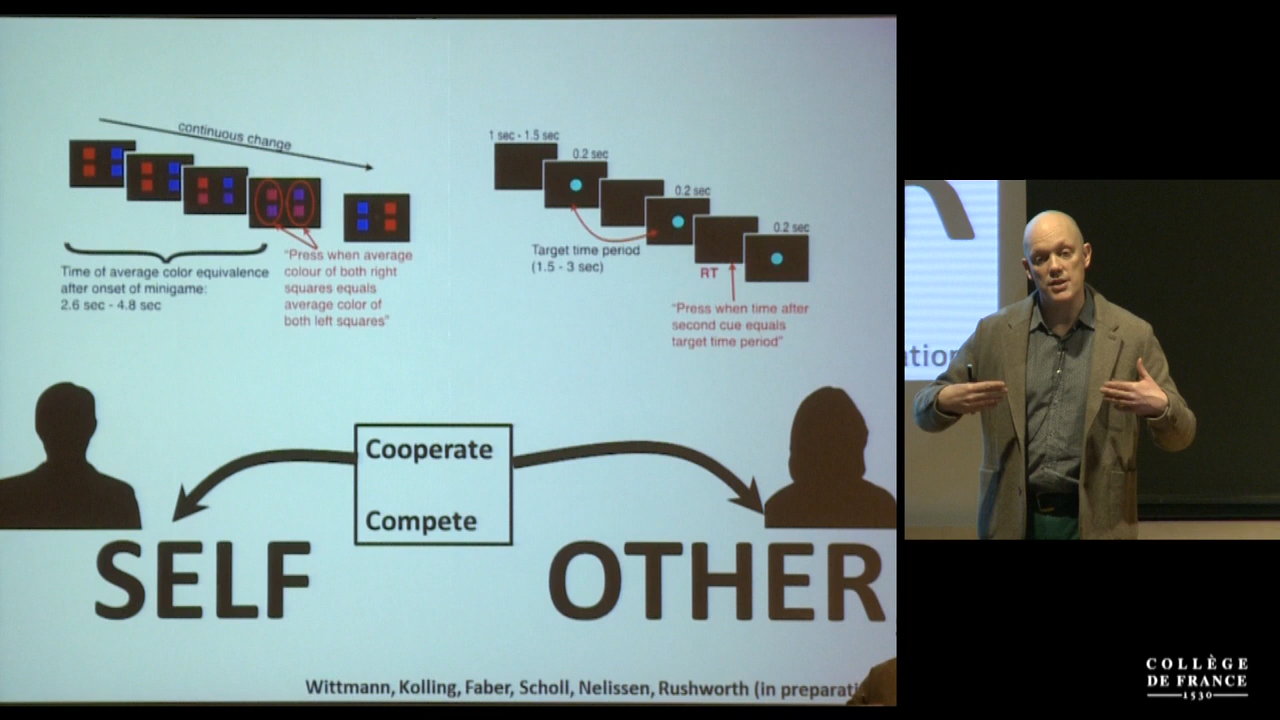 continuous change
Time of average color equivalence
after onset of minigame:
2.6 sec - 4.8 sec
"Press when average
colour of both right
squares equals
average color of
both left squares"
1 sec - 1.5 sec
0.2 sec
0.2 sec
0.2 sec
Target time period
(1.5 - 3 sec)
RT
"Press when time after
second cue equals
target time period"
Cooperate
Compete
SELF
OTHER
Wittmann, Kolling, Faber, Scholl, Nelissen, Rushworth (in preparati
ation
COLLÈGE
DE FRANCE
1530